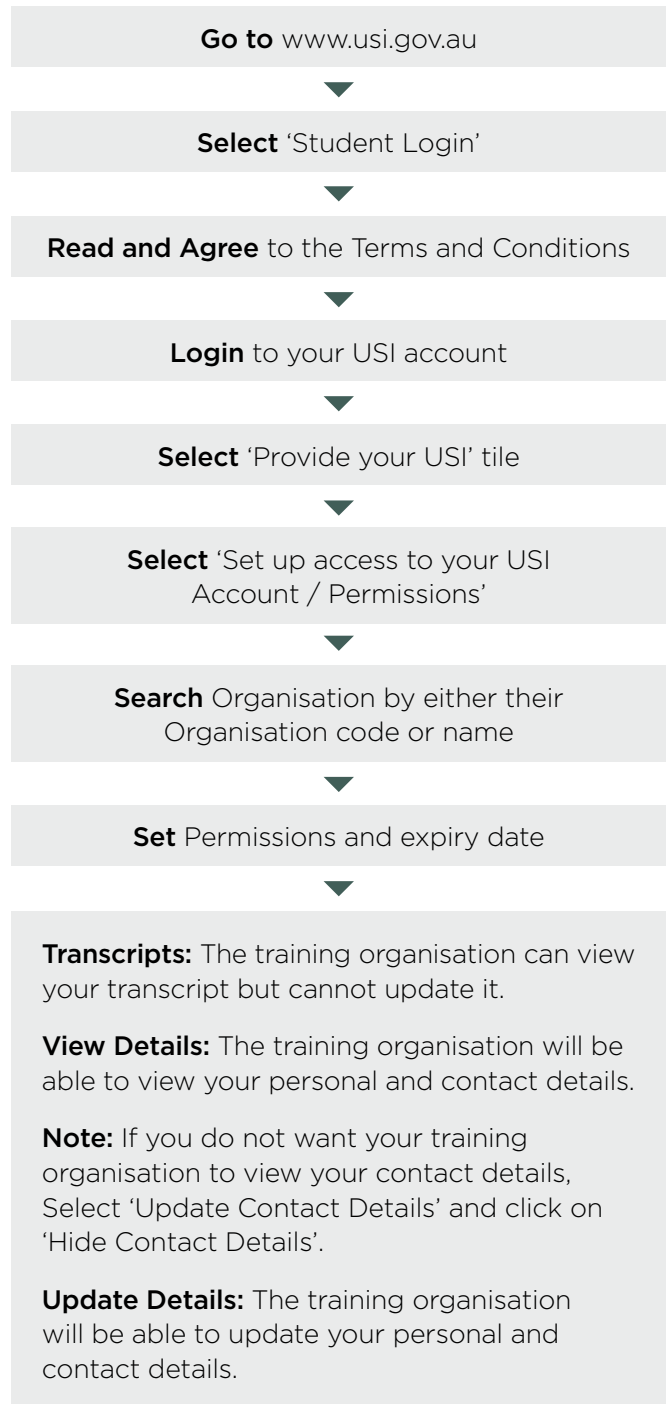 Go to www.usi.gov.au
Select ‘Student Login’
Read and Agree to the Terms and Conditions
Login to your USI account
Select ‘Provide your USI’ tile
Select ‘Set up access to your USI
Account / Permissions’
Search Organisation by either their
Organisation code or name
Set Permissions and expiry date
Transcripts: The training organisation can view
your transcript but cannot update it.
View Details: The training organisation will be
able to view your personal and contact details.
Note: If you do not want your training
organisation to view your contact details,
Select ‘Update Contact Details’ and click on
‘Hide Contact Details’.
Update Details: The training organisation
will be able to update your personal and
contact details.